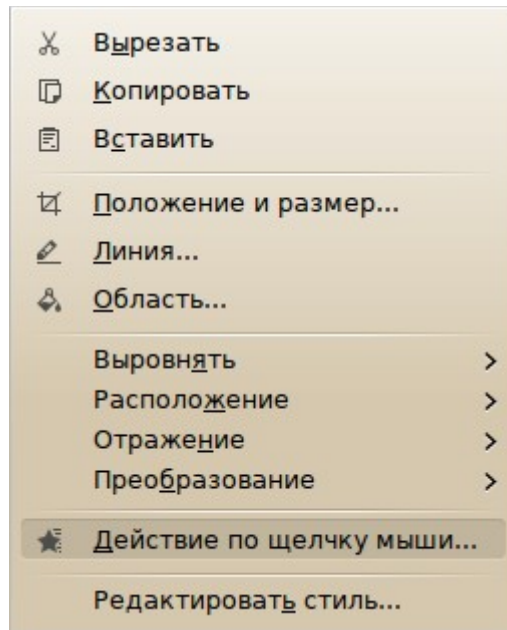 Вырезать
Копировать
Вставить
Положение и размер...
Линия...
Область...
Выровнять
Расположение
Отражение
Преобразование
Действие по щелчку мыши...
Редактировать стиль...